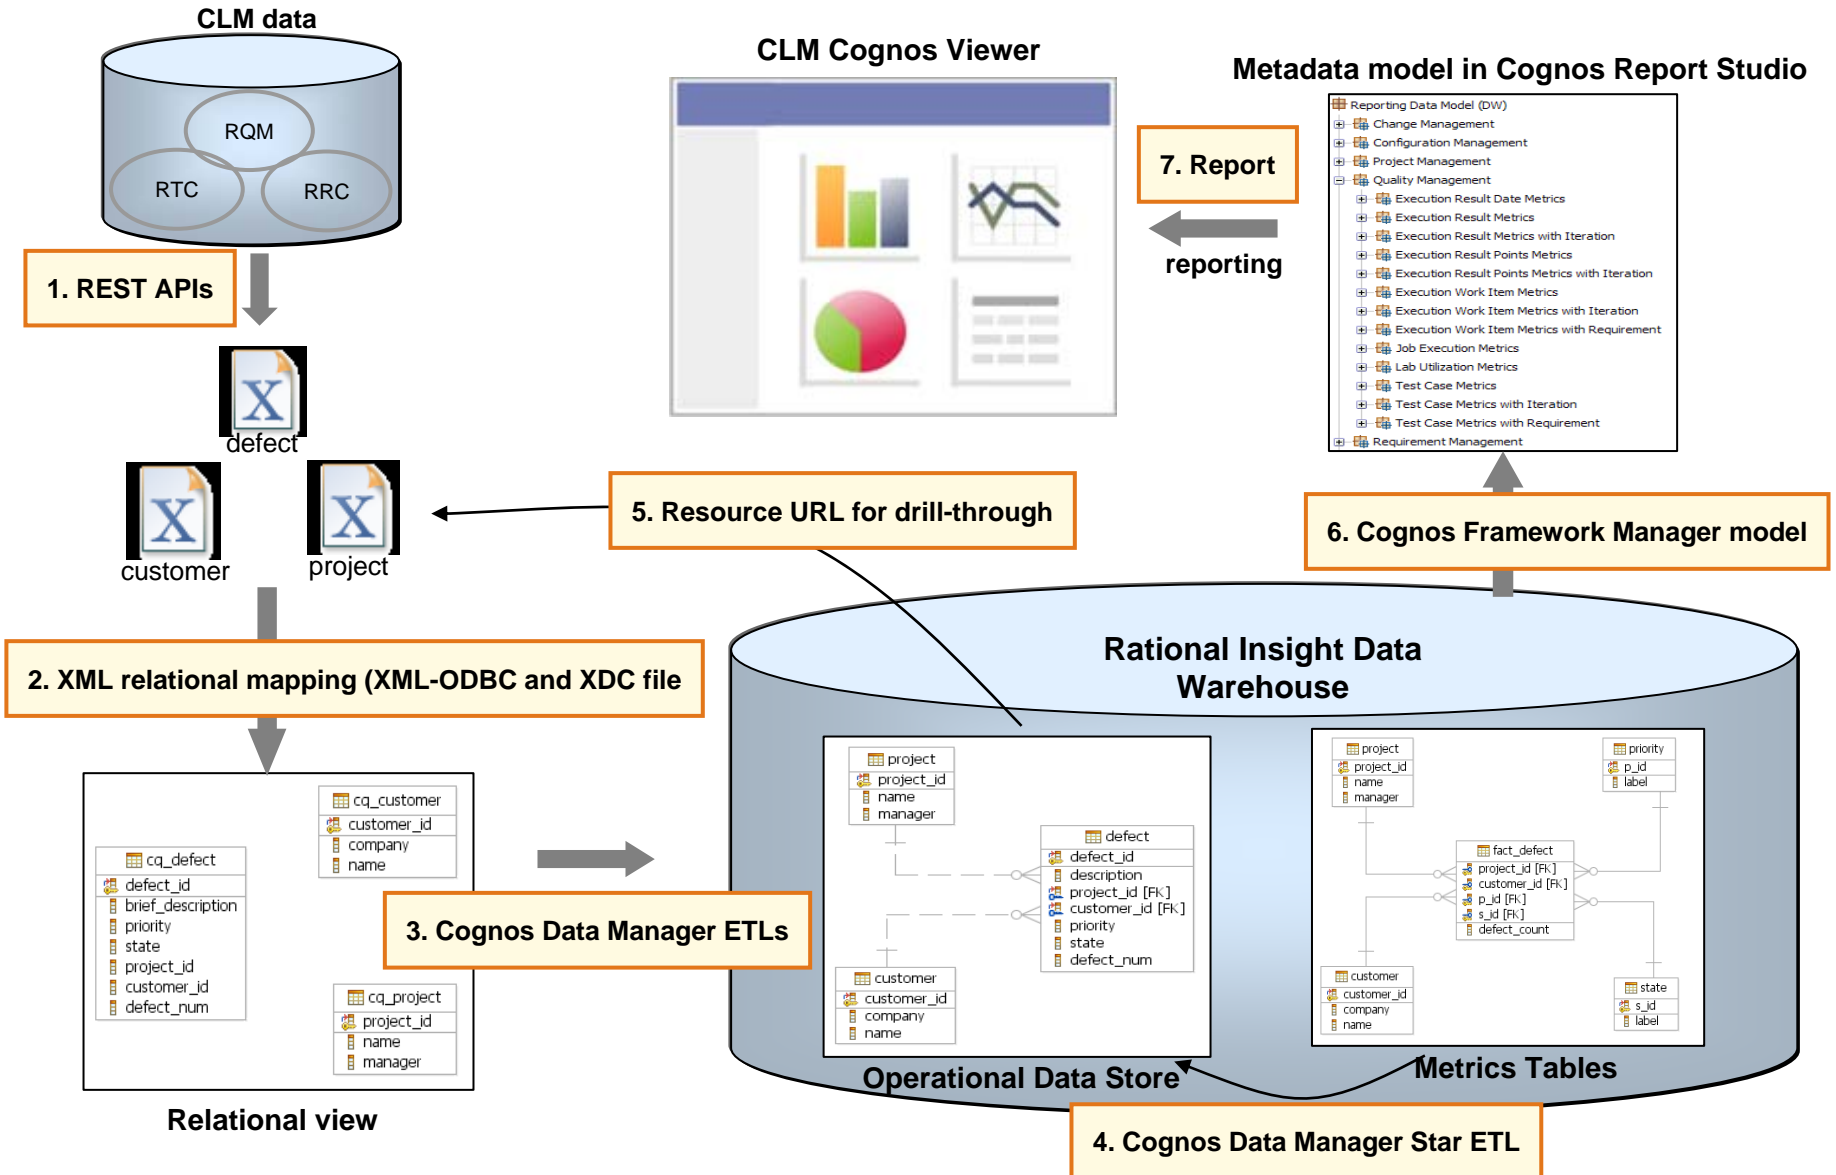 CLM data
RQM
RTC
RRC
1. REST APIs
X
defect
X
customer
X
project
2. XML relational mapping (XML-ODBC and XDC file
cq_customer
customer_id
company
name
cq_defect
defect_id
brief_description
priority
state
project_id
customer_id
defect_num
cq_project
project_id
name
manager
Relational view
3. Cognos Data Manager ETLs
CLM Cognos Viewer
7. Report
reporting
Metadata model in Cognos Report Studio
Reporting Data Model (DW)
Change Management
Configuration Management
Project Management
Quality Management
Execution Result Date Metrics
Execution Result Metrics
Execution Result Metrics with Iteration
Execution Result Points Metrics
Execution Result Points Metrics with Iteration
Execution Work Item Metrics
Execution Work Item Metrics with Iteration
Execution Work Item Metrics with Requirement
Job Execution Metrics
Lab Utilization Metrics
Test Case Metrics
Test Case Metrics with Iteration
Test Case Metrics with Requirement
Requirement Management
5. Resource URL for drill-through
6. Cognos Framework Manager model
Rational Insight Data
Warehouse
project
project_id
name
manager
defect
defect_id
description
project_id [FK]
customer_id [FK]
priority
state
defect_num
customer
customer_id
company
name
Operational Data Store
project
project_id
name
manager
priority
p_id
label
fact_defect
project_id [FK]
customer_id [FK]
p_id [FK]
s_id [FK]
defect_count
customer
customer_id
company
name
state
s_id
label
Metrics Tables
4. Cognos Data Manager Star ETL